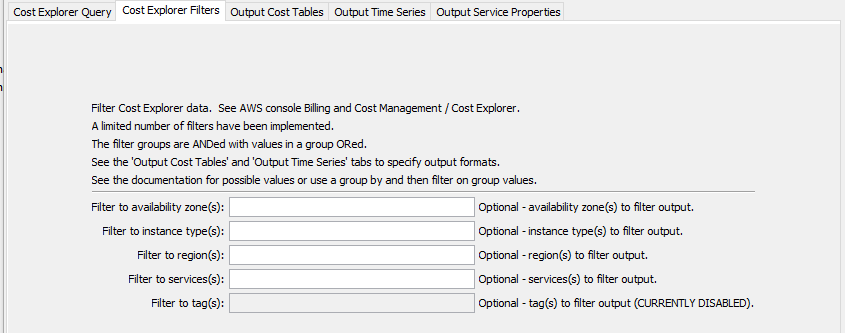 Cost Explorer Query Cost Explorer Filters Output Cost Tables Output Time Series Output Service Properties
Filter Cost Explorer data.  See AWS console Billing and Cost Management / Cost Explorer.
A limited number of filters have been implemented.
The filter groups are ANDed with values in a group ORed.
See the 'Output Cost Tables' and 'Output Time Series' tabs to specify output formats.
See the documentation for possible values or use a group by and then filter on group values.
Filter to availability zone(s): Optional - availability zone(s) to filter output.
Filter to instance type(s): Optional - instance type(s) to filter output.
Filter to region(s): Optional - region(s) to filter output.
Filter to services(s): Optional - services(s) to filter output.
Filter to tag(s): Optional - tag(s) to filter output (CURRENTLY DISABLED).